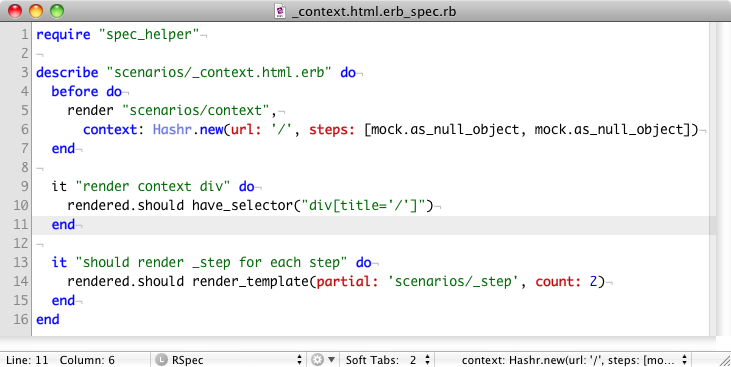 _context.html.erb_spec.rb
1 require "spec_helper"¬
2 ¬
3 describe "scenarios/_context.html.erb" do¬
4   before do¬
5     render "scenarios/context",¬
6       context: Hashr.new(url: '/', steps: [mock.as_null_object, mock.as_null_object])¬
7   end¬
8 ¬
9   it "render context div" do¬
10     rendered.should have_selector("div[title='/']")¬
11   end¬
12 ¬
13   it "should render _step for each step" do¬
14     rendered.should render_template(partial: 'scenarios/_step', count: 2)¬
15   end¬
16 end
Line: 11 Column: 6 L RSpec Soft Tabs: 2 context: Hashr.new(url: '/', steps: [mo...